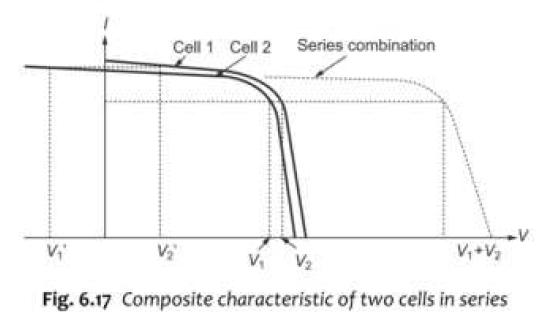 I
Cell 1
Cell 2
Series combination
V
V₁'
V₂'
V₁
V₂
V₁+V₂
Fig. 6.17 Composite characteristic of two cells in series